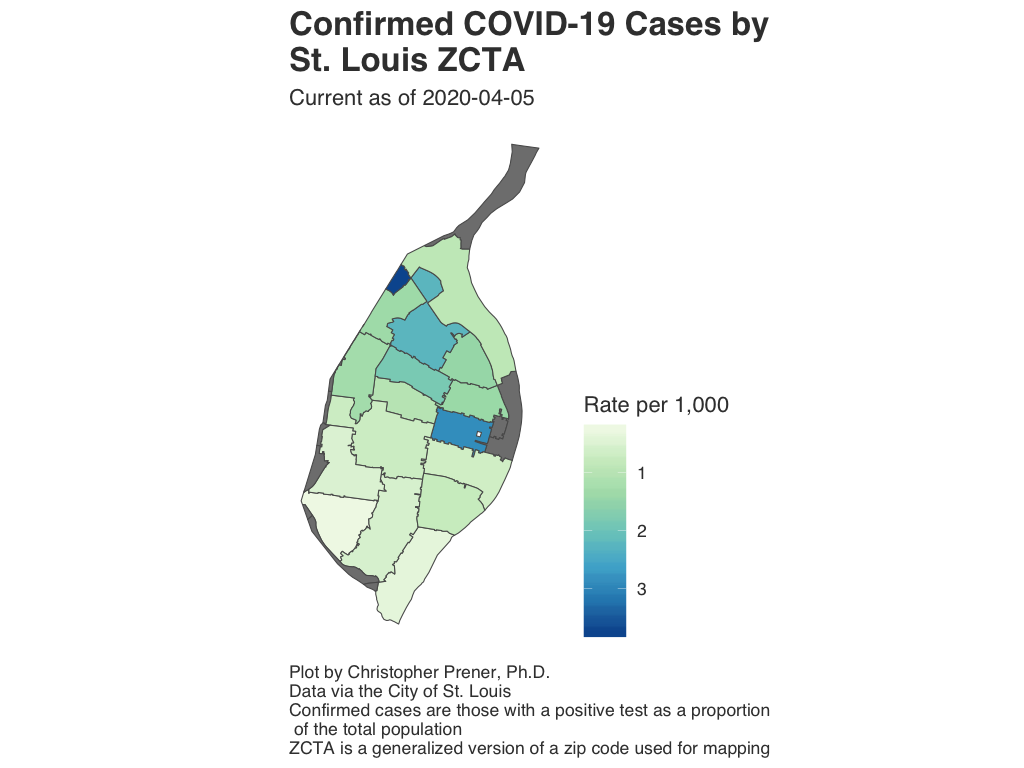 Confirmed COVID-19 Cases by
St. Louis ZCTA
Current as of 2020-04-05
Rate per 1,000
1
2
3
Plot by Christopher Prener, Ph.D.
Data via the City of St. Louis
Confirmed cases are those with a positive test as a proportion
of the total population
ZCTA is a generalized version of a zip code used for mapping